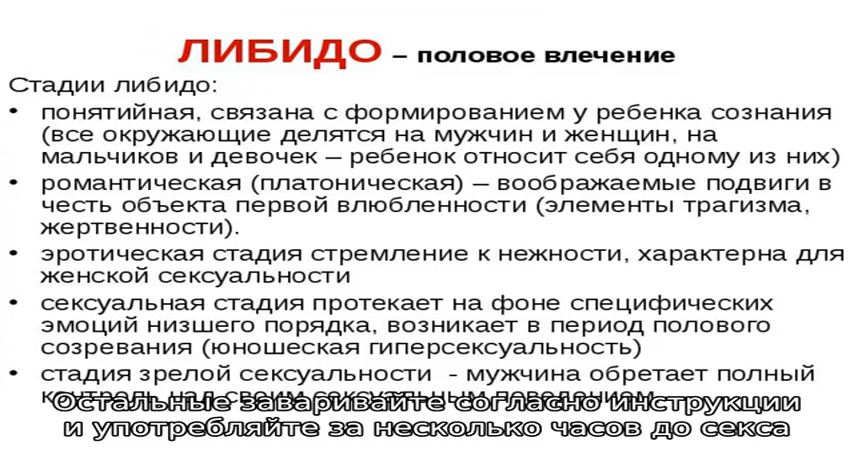 ЛИБИДО – половое влечение
Стадии либидо:
• понятийная, связана с формированием у ребенка сознания
(все окружающие делятся на мужчин и женщин, на
мальчиков и девочек – ребенок относит себя одному из них)
• романтическая (платоническая) – воображаемые подвиги в
честь объекта первой влюбленности (элементы трагизма,
жертвенности).
• эротическая стадия стремление к нежности, характерна для
женской сексуальности
• сексуальная стадия протекает на фоне специфических
эмоций низшего порядка, возникает в период полового
созревания (юношеская гиперсексуальность)
• стадия зрелой сексуальности - мужчина обретает полный
контроль над своим сексуальным поведением
Остальные заваривайте согласно инструкции
и употребляйте за несколько часов до секса